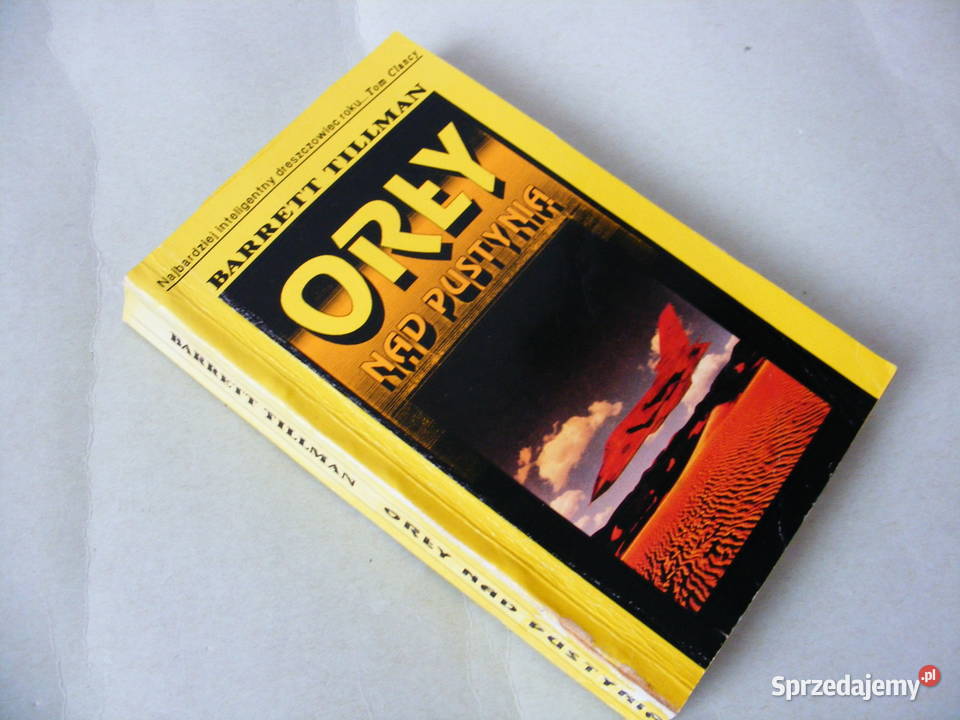 Najbardziej inteligentny dreszczowiec roku... Tom Clancy
BARRETT TILLMAN
ORŁY
NAD PUSTYNIĄ
BARRETT TILLMAN ORŁY NAD PUSTYNIĄ
Sprzedajemy.pl